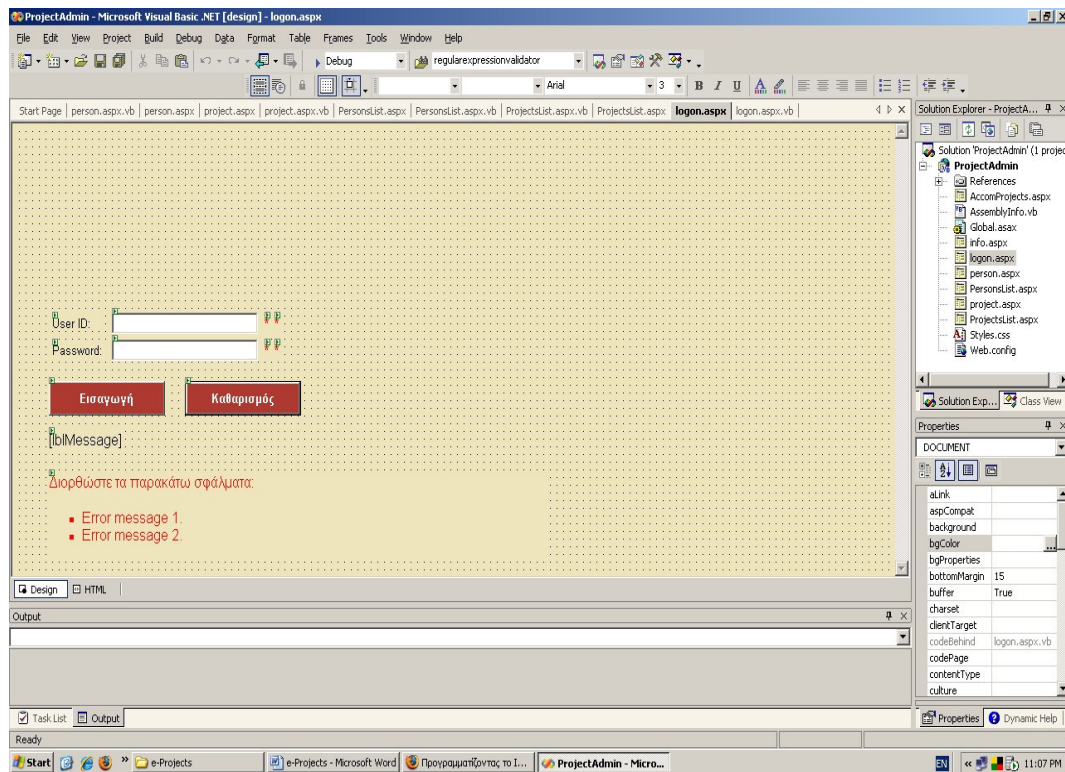 ProjectAdmin - Microsoft Visual Basic .NET [design] - logon.aspx
File Edit View Project Build Debug Data Format Table Frames Tools Window Help
Debug regularexpressionvalidator
Arial 3 B I U A
Start Page person.aspx.vb person.aspx project.aspx project.aspx.vb PersonsList.aspx PersonsList.aspx.vb ProjectsList.aspx.vb ProjectsList.aspx logon.aspx logon.aspx.vb
User ID: * *
Password: * *
Εισαγωγή Καθαρισμός
[lblMessage]
Διορθώστε τα παρακάτω σφάλματα:
Error message 1.
Error message 2.
Design HTML
Output
Task List Output
Ready
Solution Explorer - ProjectA...
Solution 'ProjectAdmin' (1 projec
ProjectAdmin
References
AccomProjects.aspx
AssemblyInfo.vb
Global.asax
info.aspx
logon.aspx
person.aspx
PersonsList.aspx
project.aspx
ProjectsList.aspx
Styles.css
Web.config
Solution Exp... Class View
Properties
DOCUMENT
aLink
aspCompat
background
bgColor ...
bgProperties
bottomMargin 15
buffer True
charset
clientTarget
codeBehind logon.aspx.vb
codePage
contentType
culture
Properties Dynamic Help
Start » e-Projects e-Projects - Microsoft Word Προγραμματίζοντας το Ι... ProjectAdmin - Micro... EN « 11:07 PM